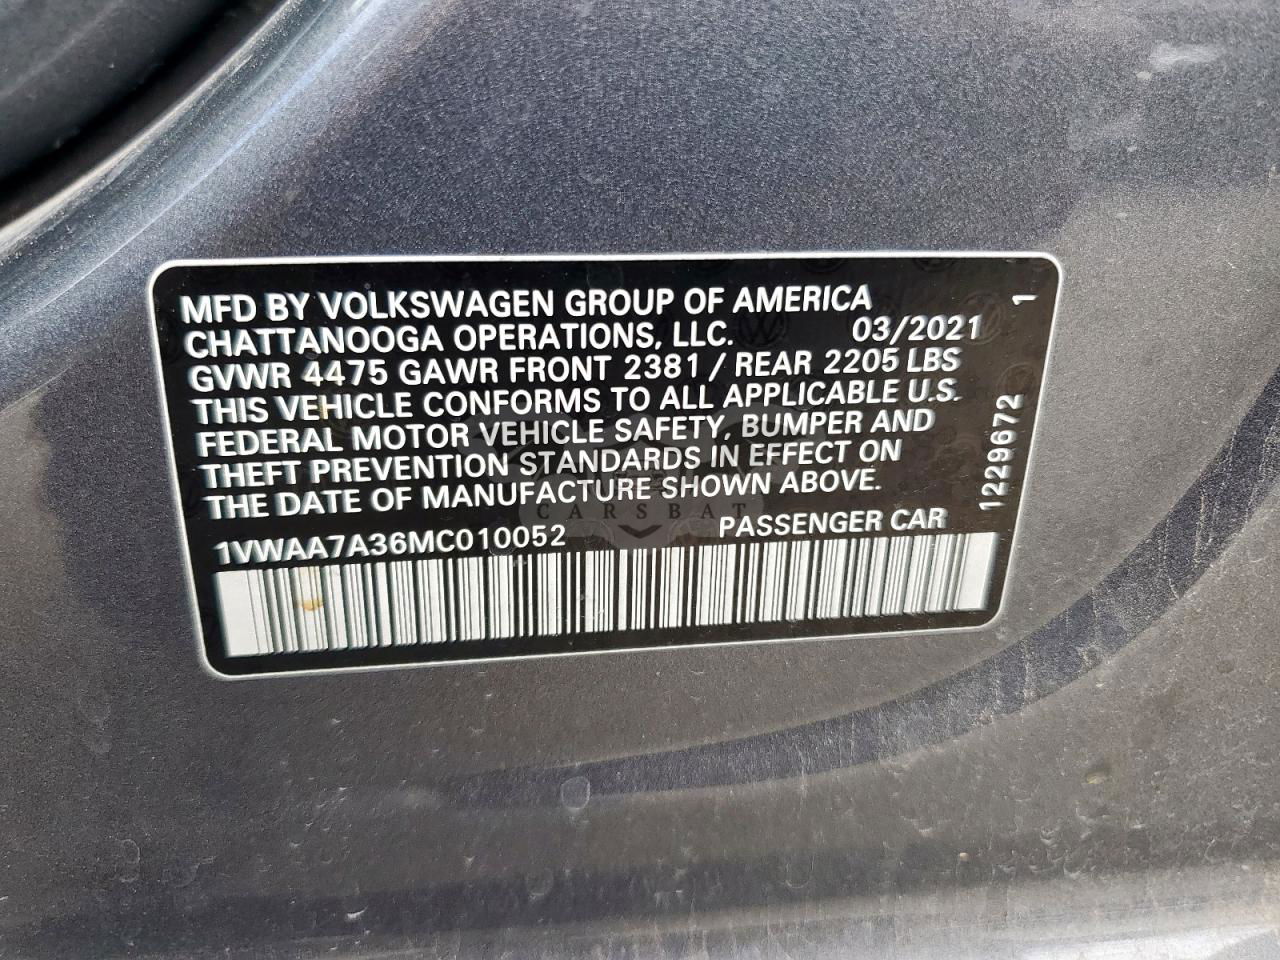 MFD BY VOLKSWAGEN GROUP OF AMERICA
CHATTANOOGA OPERATIONS, LLC. 03/2021
GVWR 4475 GAWR FRONT 2381 / REAR 2205 LBS
THIS VEHICLE CONFORMS TO ALL APPLICABLE U.S.
FEDERAL MOTOR VEHICLE SAFETY, BUMPER AND
THEFT PREVENTION STANDARDS IN EFFECT ON
THE DATE OF MANUFACTURE SHOWN ABOVE.
1VWAA7A36MC010052 PASSENGER CAR
1229672 1
CARSBAT